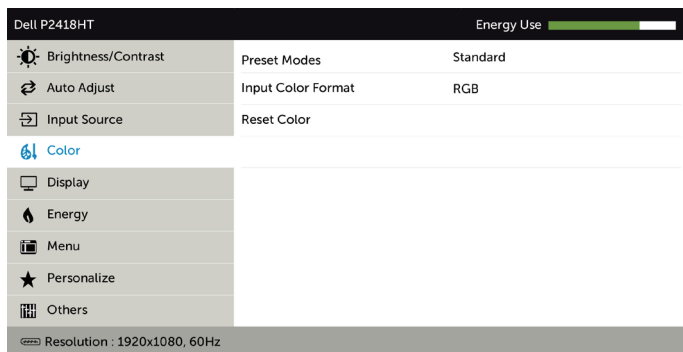 Dell P2418HT Energy Use
Brightness/Contrast
Auto Adjust
Input Source
Color
Display
Energy
Menu
Personalize
Others
Preset Modes Standard
Input Color Format RGB
Reset Color
Resolution : 1920x1080, 60Hz